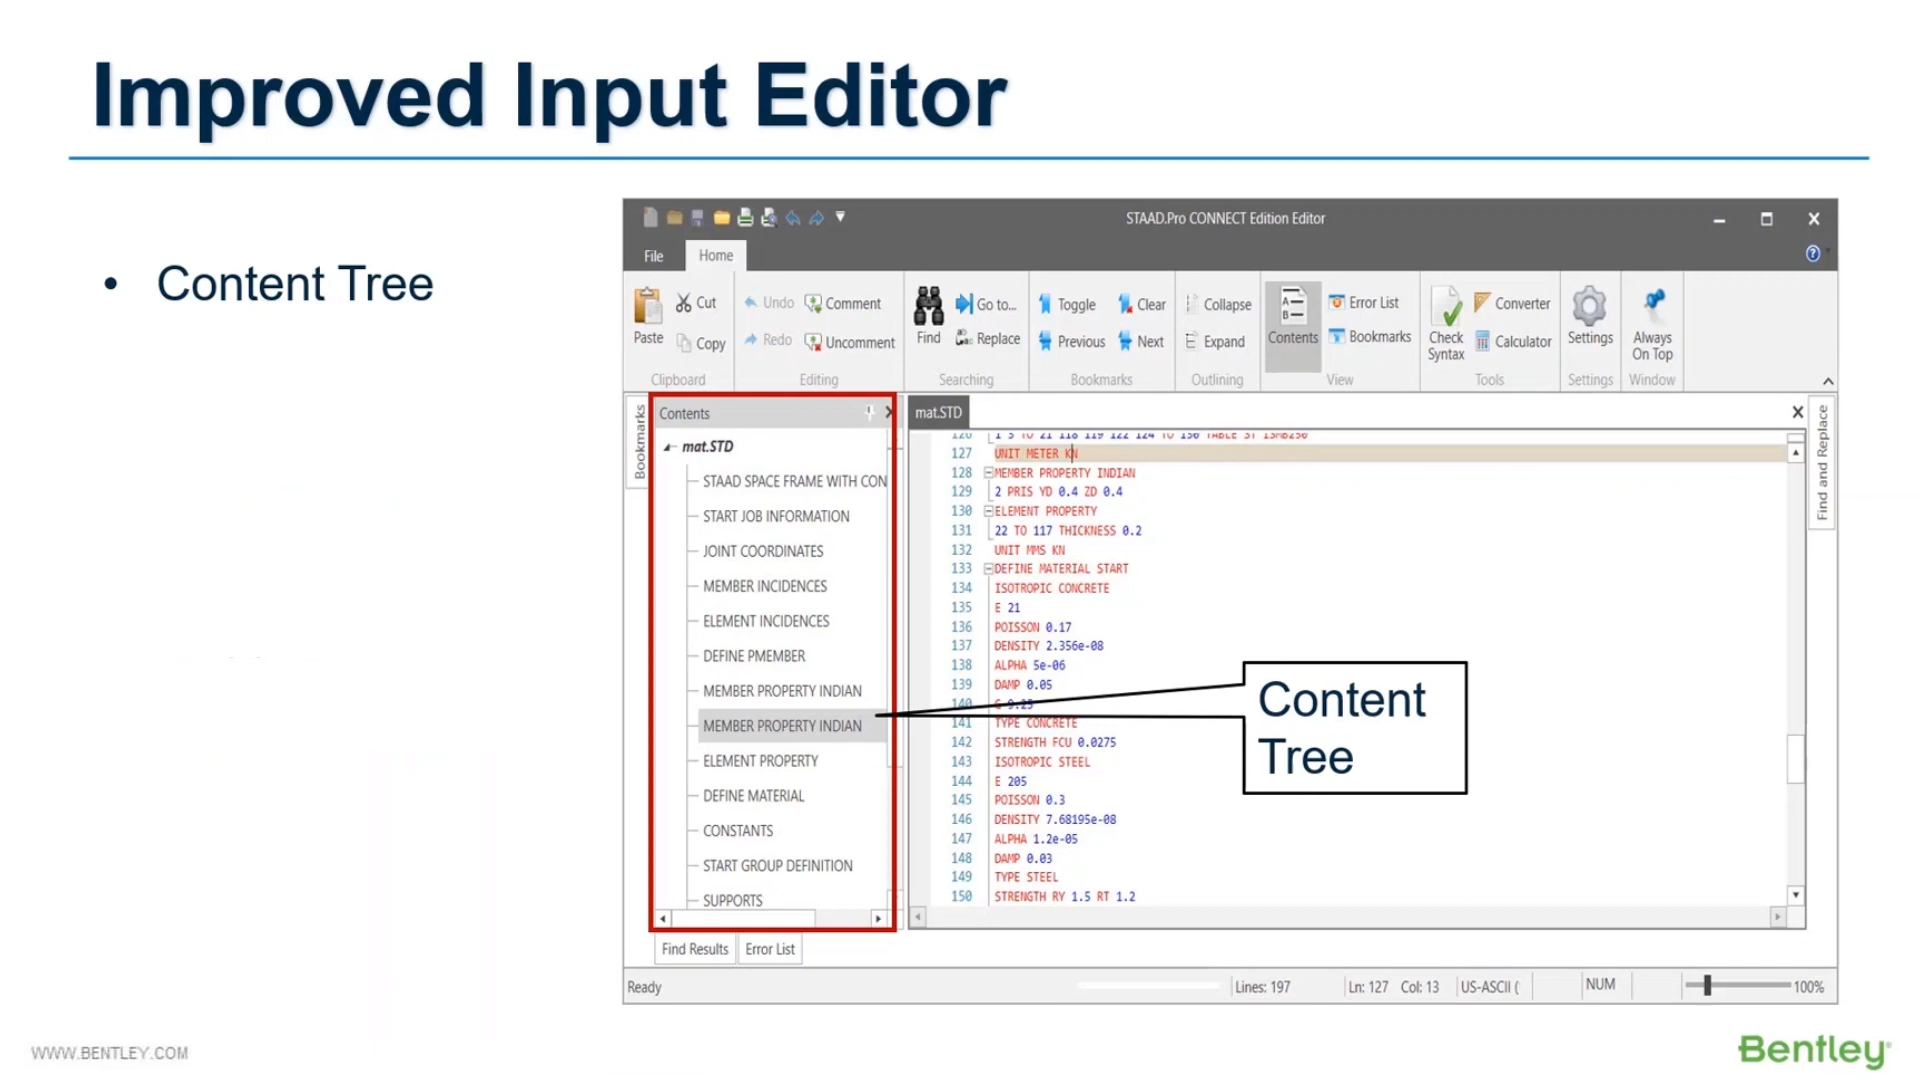 Improved Input Editor
• Content Tree
STAAD.Pro CONNECT Edition Editor
File Home
Paste Cut Copy
Undo Redo Comment Uncomment
Find Go to... Replace
Toggle Clear Previous Next
Collapse Expand
Contents Error List Bookmarks
Check Syntax Converter Calculator
Settings
Always On Top
Clipboard Editing Searching Bookmarks Outlining View Tools Settings Window
Bookmarks
Contents
mat.STD
STAAD SPACE FRAME WITH CON
START JOB INFORMATION
JOINT COORDINATES
MEMBER INCIDENCES
ELEMENT INCIDENCES
DEFINE PMEMBER
MEMBER PROPERTY INDIAN
MEMBER PROPERTY INDIAN
ELEMENT PROPERTY
DEFINE MATERIAL
CONSTANTS
START GROUP DEFINITION
SUPPORTS
Find Results Error List
mat.STD
Find and Replace
127 UNIT METER KN
128 MEMBER PROPERTY INDIAN
129 2 PRIS YD 0.4 ZD 0.4
130 ELEMENT PROPERTY
131 22 TO 117 THICKNESS 0.2
132 UNIT MMS KN
133 DEFINE MATERIAL START
134 ISOTROPIC CONCRETE
135 E 21
136 POISSON 0.17
137 DENSITY 2.356e-08
138 ALPHA 5e-06
139 DAMP 0.05
140 G 9.25
141 TYPE CONCRETE
142 STRENGTH FCU 0.0275
143 ISOTROPIC STEEL
144 E 205
145 POISSON 0.3
146 DENSITY 7.68195e-08
147 ALPHA 1.2e-05
148 DAMP 0.03
149 TYPE STEEL
150 STRENGTH RY 1.5 RT 1.2
Content
Tree
Ready Lines: 197 Ln: 127 Col: 13 US-ASCII ( NUM 100%
WWW.BENTLEY.COM
Bentley